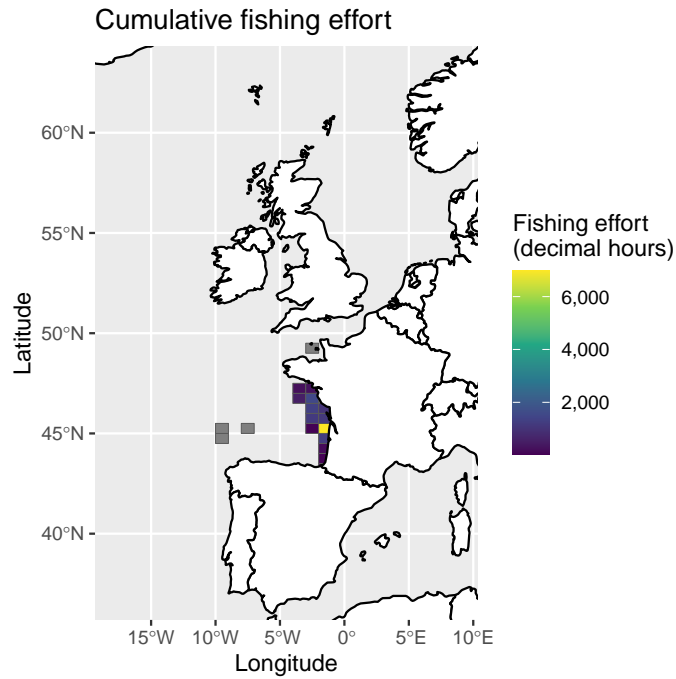 Cumulative fishing effort
60°N
55°N
50°N
45°N
40°N
Latitude
15°W
10°W
5°W
0°
5°E
10°E
Longitude
Fishing effort
(decimal hours)
6,000
4,000
2,000